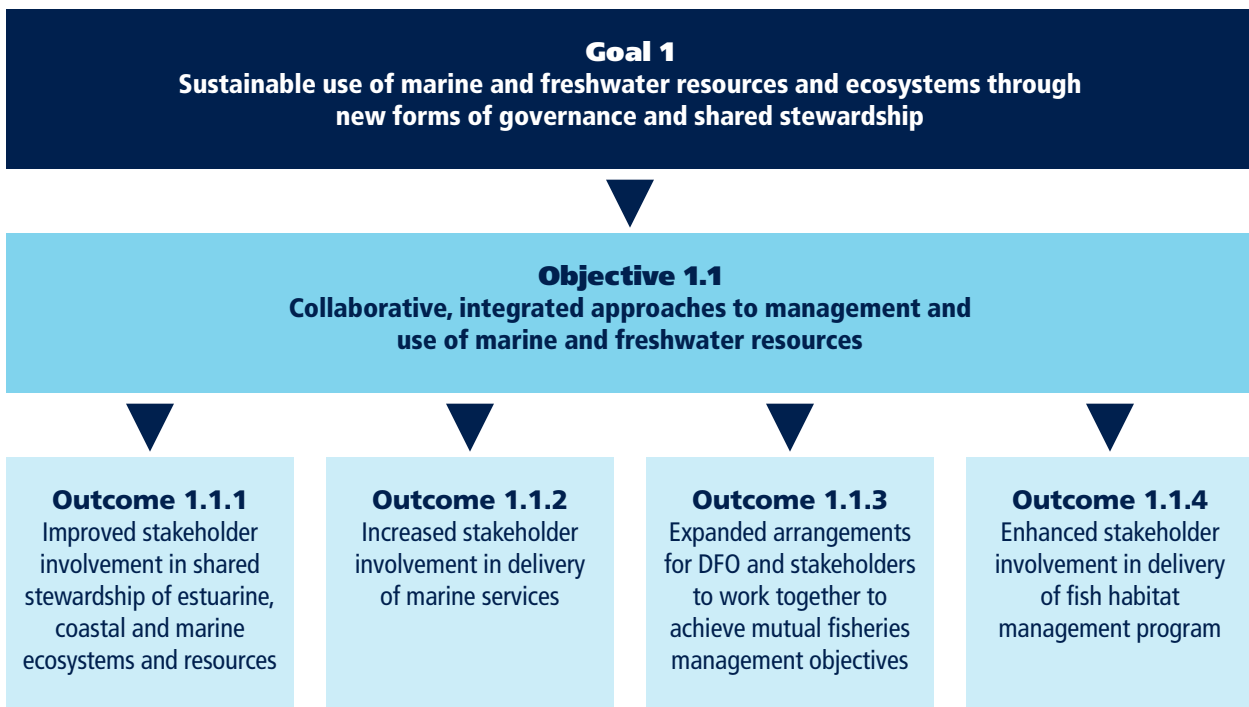 Goal 1
Sustainable use of marine and freshwater resources and ecosystems through
new forms of governance and shared stewardship
Objective 1.1
Collaborative, integrated approaches to management and
use of marine and freshwater resources
Outcome 1.1.1
Improved stakeholder
involvement in shared
stewardship of estuarine,
coastal and marine
ecosystems and resources
Outcome 1.1.2
Increased stakeholder
involvement in delivery
of marine services
Outcome 1.1.3
Expanded arrangements
for DFO and stakeholders
to work together to
achieve mutual fisheries
management objectives
Outcome 1.1.4
Enhanced stakeholder
involvement in delivery
of fish habitat
management program